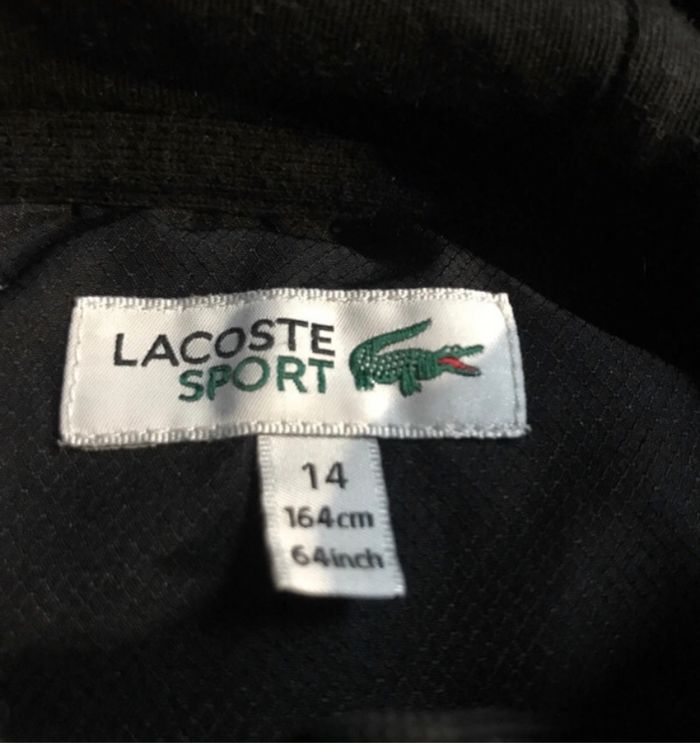 LACOSTE
SPORT
14
164cm
64inch